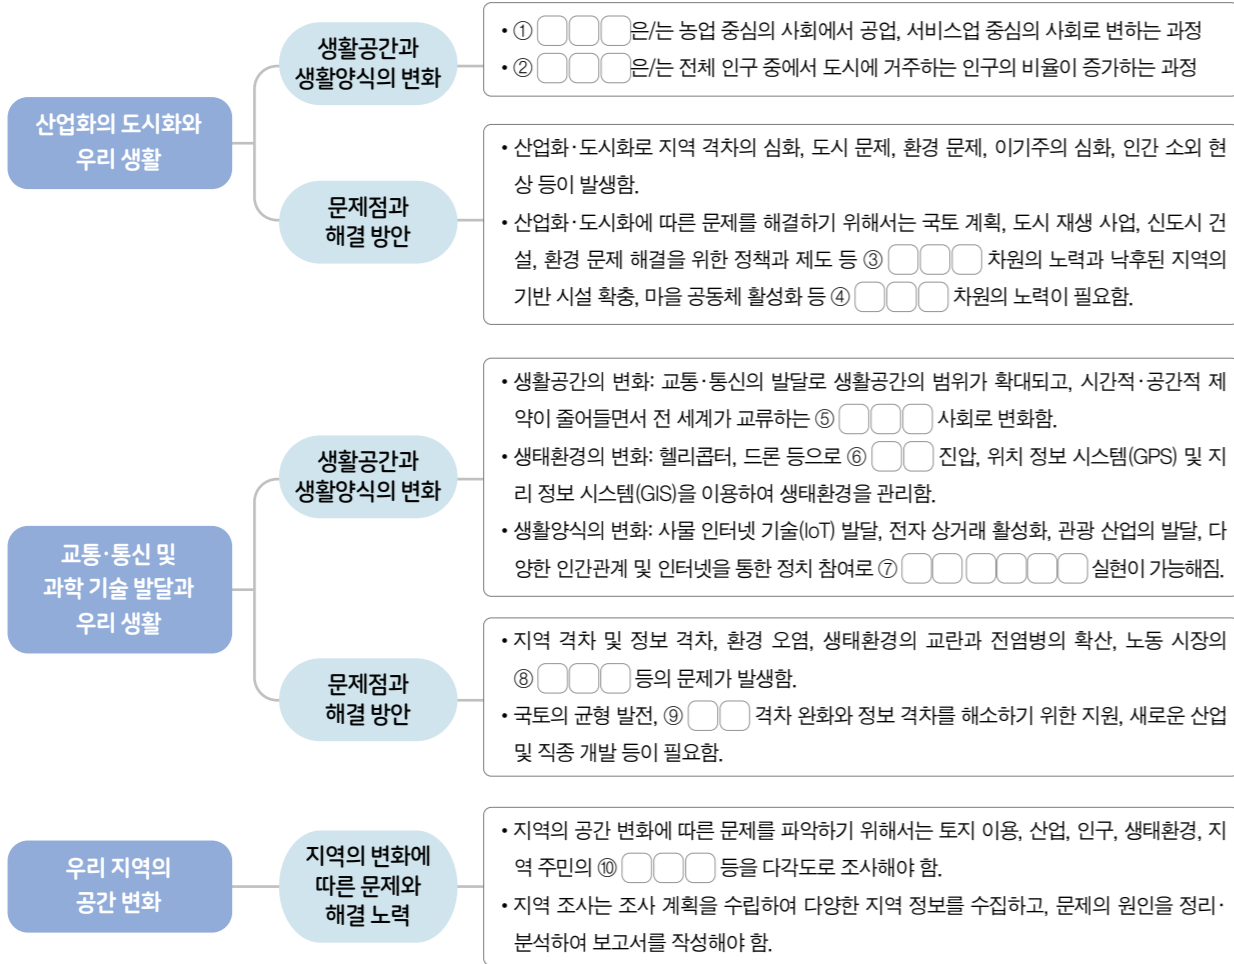 산업화의 도시화와
우리 생활
생활공간과
생활양식의 변화
• ① □□□은/는 농업 중심의 사회에서 공업, 서비스업 중심의 사회로 변하는 과정
• ② □□□은/는 전체 인구 중에서 도시에 거주하는 인구의 비율이 증가하는 과정
문제점과
해결 방안
• 산업화·도시화로 지역 격차의 심화, 도시 문제, 환경 문제, 이기주의 심화, 인간 소외 현
상 등이 발생함.
• 산업화·도시화에 따른 문제를 해결하기 위해서는 국토 계획, 도시 재생 사업, 신도시 건
설, 환경 문제 해결을 위한 정책과 제도 등 ③ □□□ 차원의 노력과 낙후된 지역의
기반 시설 확충, 마을 공동체 활성화 등 ④ □□□ 차원의 노력이 필요함.
교통·통신 및
과학 기술 발달과
우리 생활
생활공간과
생활양식의 변화
• 생활공간의 변화: 교통·통신의 발달로 생활공간의 범위가 확대되고, 시간적·공간적 제
약이 줄어들면서 전 세계가 교류하는 ⑤ □□□ 사회로 변화함.
• 생태환경의 변화: 헬리콥터, 드론 등으로 ⑥ □□ 진압, 위치 정보 시스템(GPS) 및 지
리 정보 시스템(GIS)을 이용하여 생태환경을 관리함.
• 생활양식의 변화: 사물 인터넷 기술(IoT) 발달, 전자 상거래 활성화, 관광 산업의 발달, 다
양한 인간관계 및 인터넷을 통한 정치 참여로 ⑦ □□□□□□ 실현이 가능해짐.
문제점과
해결 방안
• 지역 격차 및 정보 격차, 환경 오염, 생태환경의 교란과 전염병의 확산, 노동 시장의
⑧ □□□ 등의 문제가 발생함.
• 국토의 균형 발전, ⑨ □□ 격차 완화와 정보 격차를 해소하기 위한 지원, 새로운 산업
및 직종 개발 등이 필요함.
우리 지역의
공간 변화
지역의 변화에
따른 문제와
해결 노력
• 지역의 공간 변화에 따른 문제를 파악하기 위해서는 토지 이용, 산업, 인구, 생태환경, 지
역 주민의 ⑩ □□□ 등을 다각도로 조사해야 함.
• 지역 조사는 조사 계획을 수립하여 다양한 지역 정보를 수집하고, 문제의 원인을 정리·
분석하여 보고서를 작성해야 함.